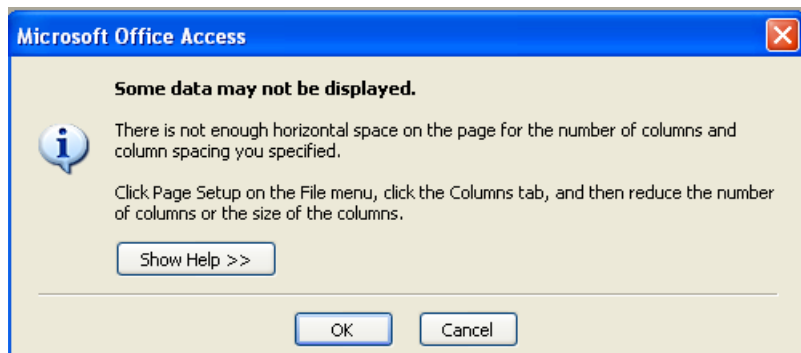 Microsoft Office Access
Some data may not be displayed.
There is not enough horizontal space on the page for the number of columns and
column spacing you specified.
Click Page Setup on the File menu, click the Columns tab, and then reduce the number
of columns or the size of the columns.
Show Help >>
OK
Cancel